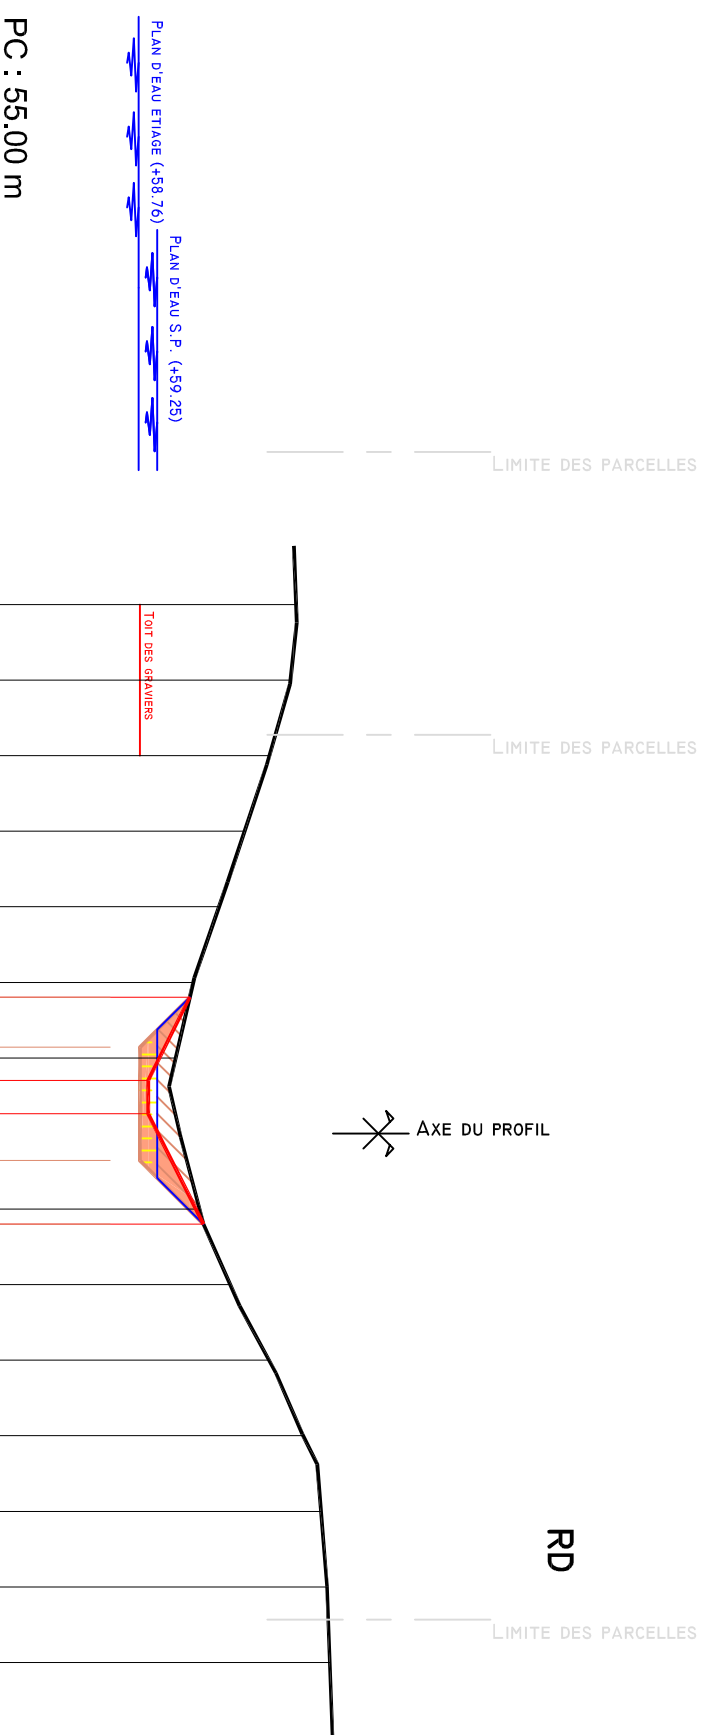 PC : 55.00 m
PLAN D'EAU ETIAGE (+58.76)
PLAN D'EAU S.P. (+59.25)
LIMITE DES PARCELLES
TOIT DES GRAVIERS
LIMITE DES PARCELLES
AXE DU PROFIL
RD
LIMITE DES PARCELLES